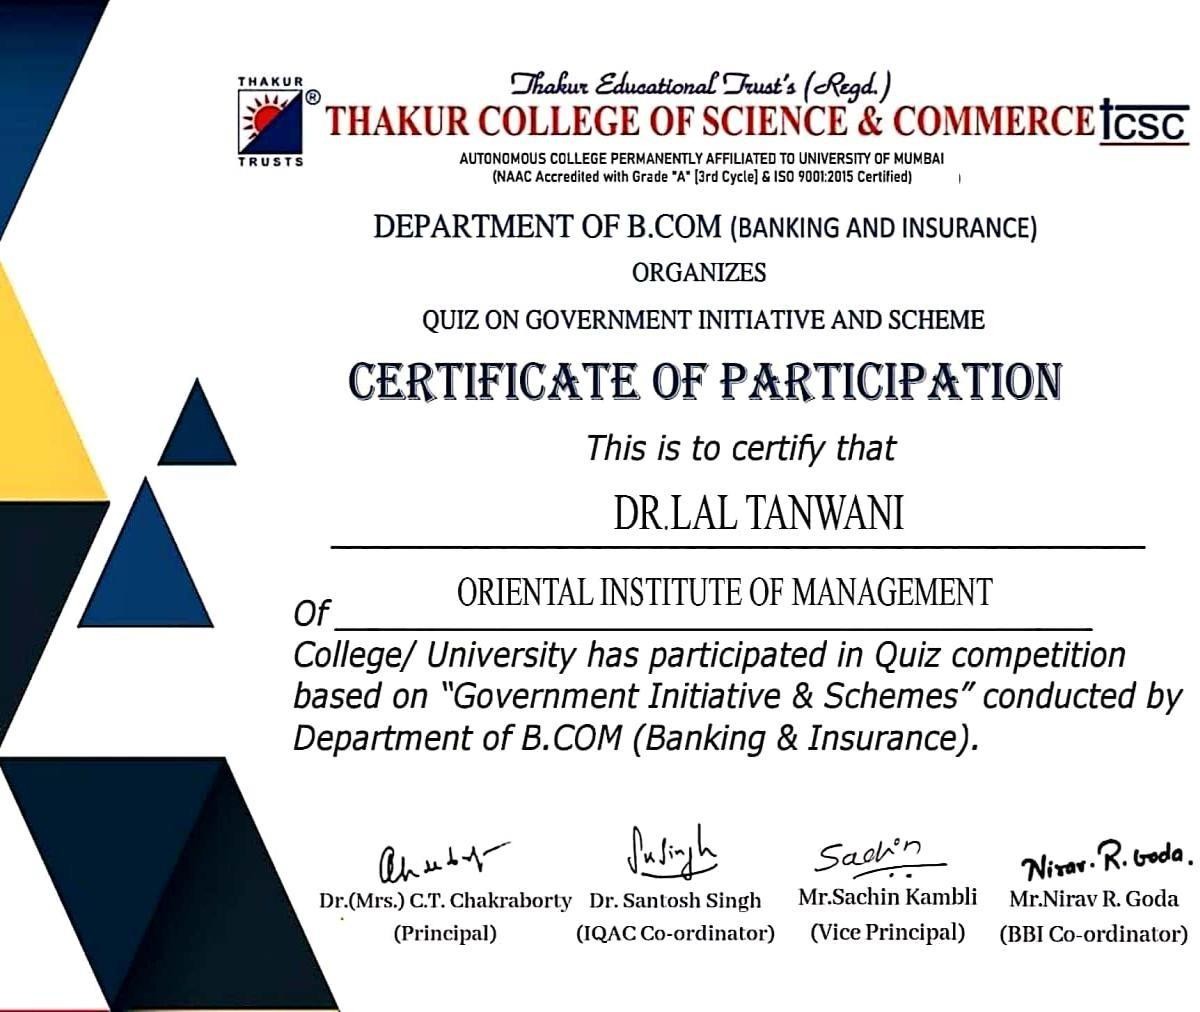 THAKUR
TRUSTS
®
Thakur Educational Trust's (Regd.)
THAKUR COLLEGE OF SCIENCE & COMMERCE
tcsc
AUTONOMOUS COLLEGE PERMANENTLY AFFILIATED TO UNIVERSITY OF MUMBAI
(NAAC Accredited with Grade "A" [3rd Cycle] & ISO 9001:2015 Certified)
DEPARTMENT OF B.COM (BANKING AND INSURANCE)
ORGANIZES
QUIZ ON GOVERNMENT INITIATIVE AND SCHEME
CERTIFICATE OF PARTICIPATION
This is to certify that
DR.LAL TANWANI
Of ORIENTAL INSTITUTE OF MANAGEMENT
College/ University has participated in Quiz competition
based on “Government Initiative & Schemes” conducted by
Department of B.COM (Banking & Insurance).
Sachin
Nirav. R. Goda.
Dr.(Mrs.) C.T. Chakraborty Dr. Santosh Singh Mr.Sachin Kambli Mr.Nirav R. Goda
(Principal) (IQAC Co-ordinator) (Vice Principal) (BBI Co-ordinator)